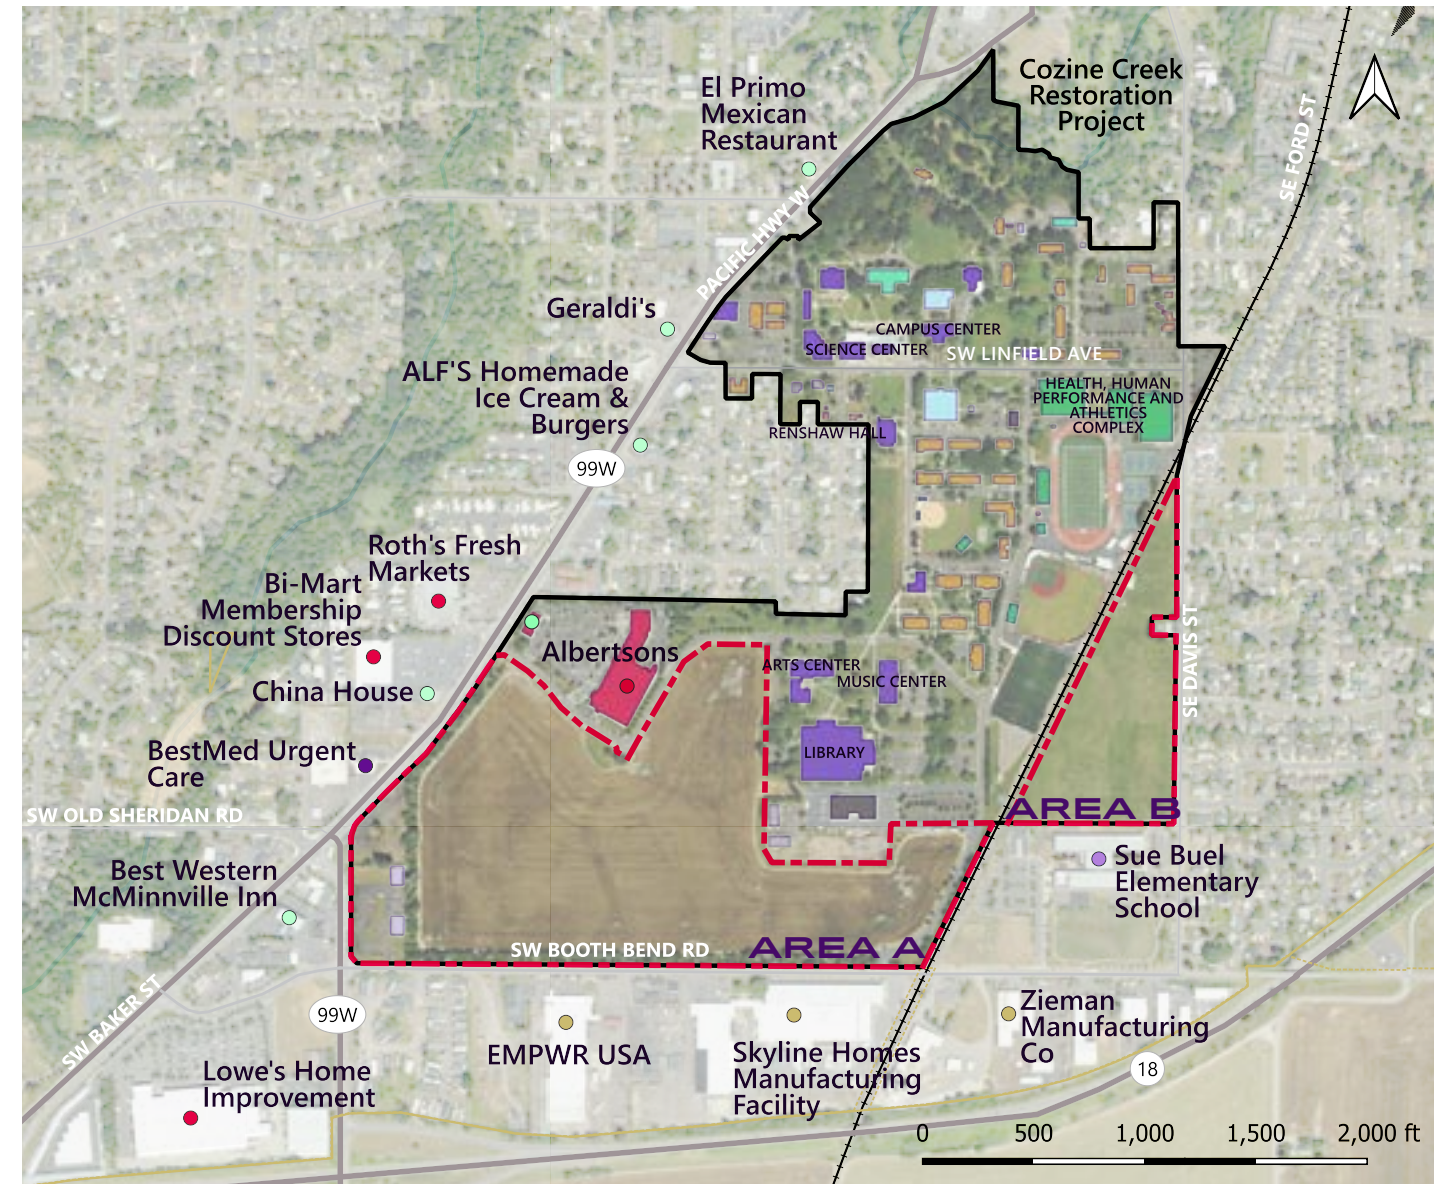 Cozine Creek
Restoration
Project
El Primo
Mexican
Restaurant
SE FORD ST
PACIFIC HWY W
Geraldi's
CAMPUS CENTER
SCIENCE CENTER
SW LINFIELD AVE
ALF'S Homemade
Ice Cream &
Burgers
HEALTH, HUMAN
PERFORMANCE AND
ATHLETICS
COMPLEX
RENSHAW HALL
99W
Roth's Fresh
Markets
Bi-Mart
Membership
Discount Stores
Albertsons
ARTS CENTER
MUSIC CENTER
SE DAVIS ST
China House
BestMed Urgent
Care
LIBRARY
SW OLD SHERIDAN RD
AREA B
Best Western
McMinnville Inn
Sue Buel
Elementary
School
SW BOOTH BEND RD
AREA A
SW BAKER ST
99W
EMPWR USA
Skyline Homes
Manufacturing
Facility
Zieman
Manufacturing
Co
18
Lowe's Home
Improvement
0 500 1,000 1,500 2,000 ft